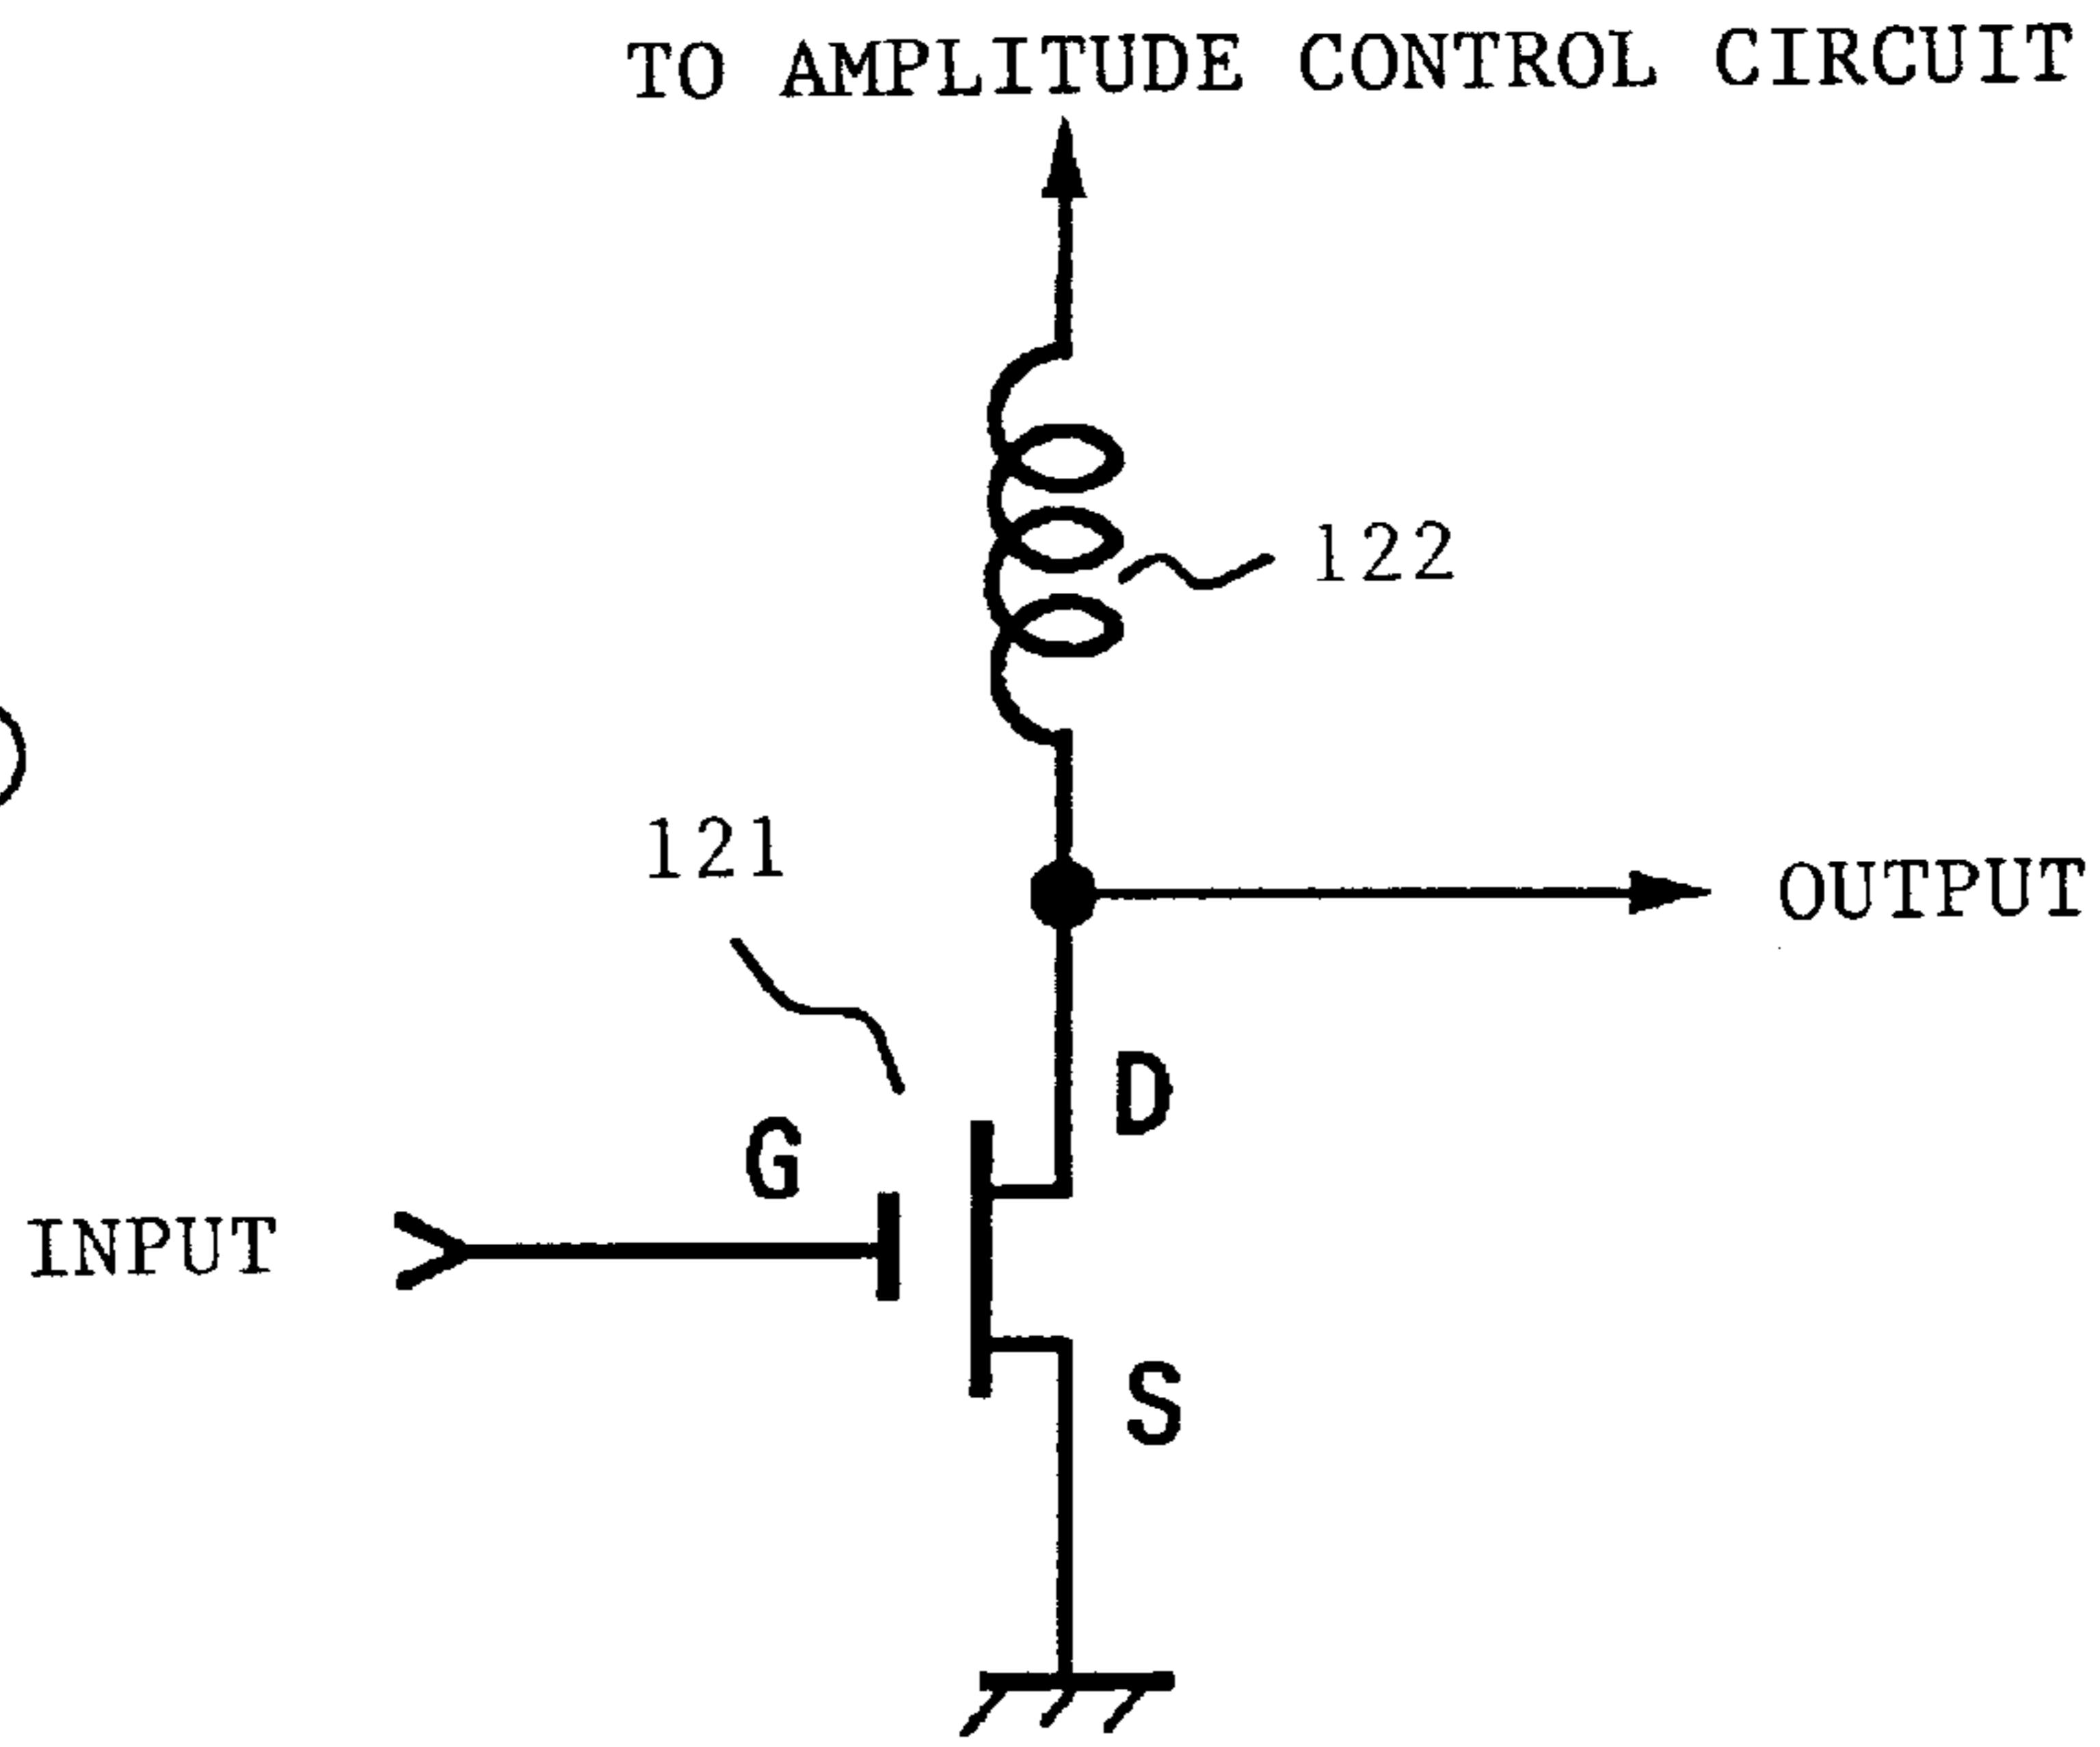 TO AMPLITUDE CONTROL CIRCUIT
122
121
OUTPUT
D
G
INPUT
S